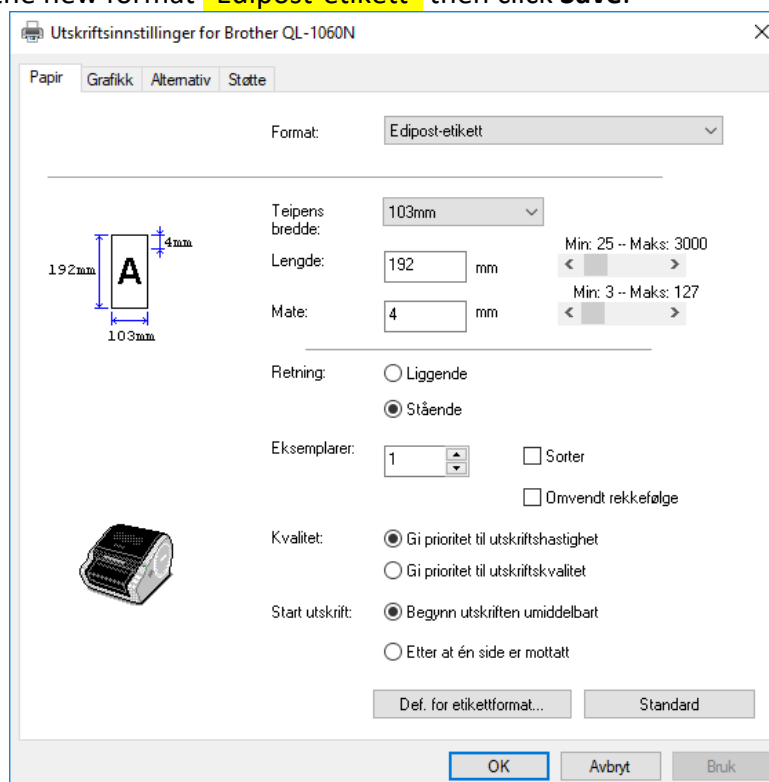 the new format "Edipost-etikett" then click Save.
Utskriftsinnstillinger for Brother QL-1060N
Papir Grafikk Alternativ Støtte
Format: Edipost-etikett
Teipens bredde: 103mm
Min: 25 -- Maks: 3000
Lengde: 192 mm
Min: 3 -- Maks: 127
Mate: 4 mm
4mm
192mm
A
103mm
Retning: Liggende
Stående
Eksemplarer: 1 Sorter
Omvendt rekkefølge
Kvalitet: Gi prioritet til utskriftshastighet
Gi prioritet til utskriftskvalitet
Start utskrift: Begynn utskriften umiddelbart
Etter at én side er mottatt
Def. for etikettformat... Standard
OK Avbryt Bruk